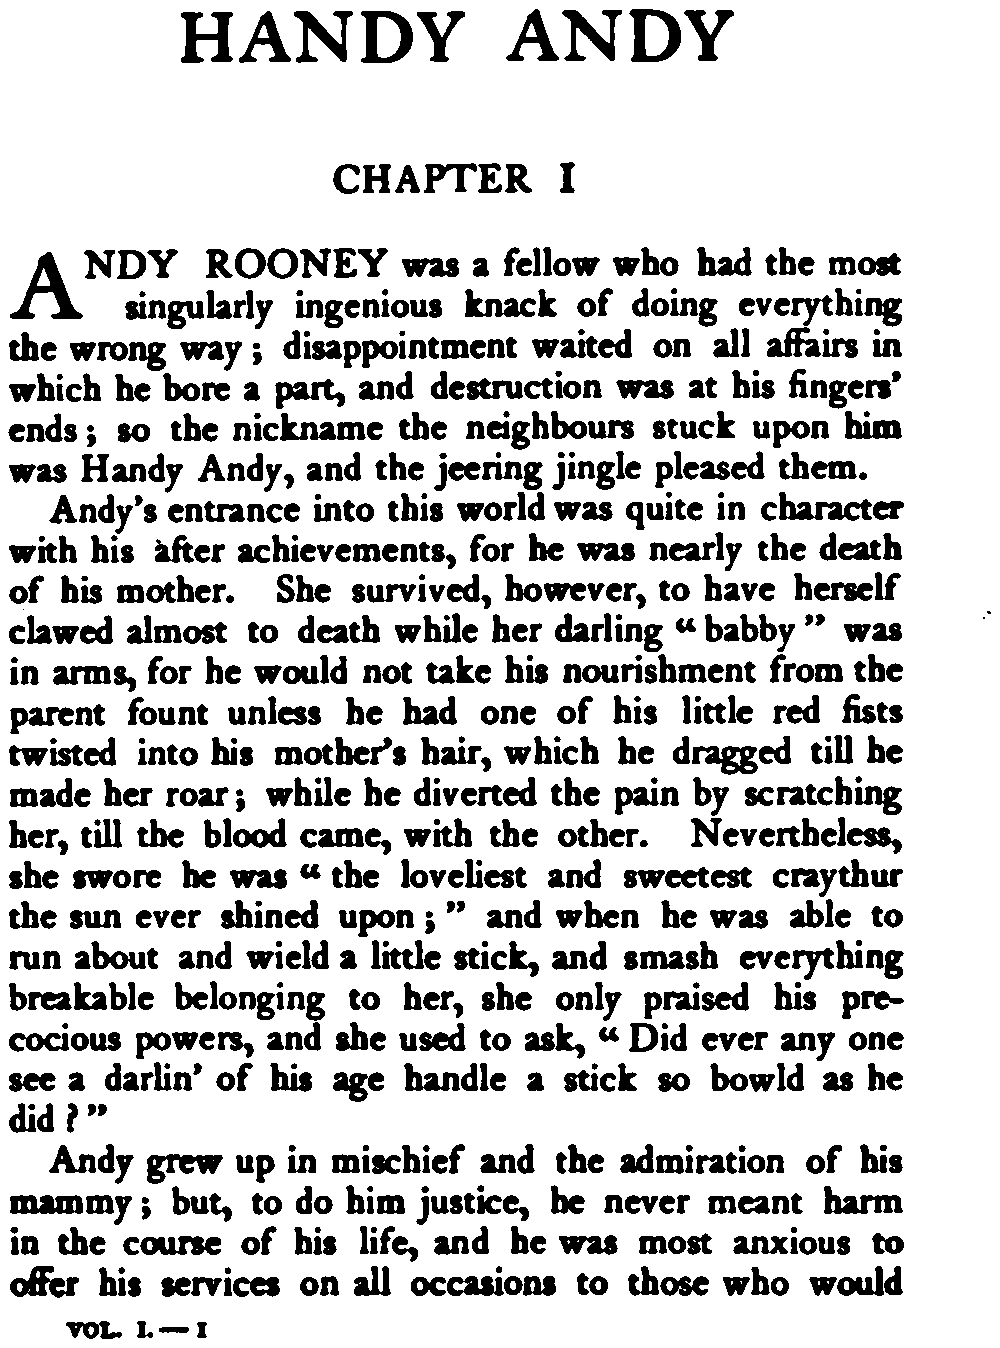 HANDY ANDY
CHAPTER I
ANDY ROONEY was a fellow who had the most
singularly ingenious knack of doing everything
the wrong way; disappointment waited on all affairs in
which he bore a part, and destruction was at his fingers'
ends; so the nickname the neighbours stuck upon him
was Handy Andy, and the jeering jingle pleased them.
Andy's entrance into this world was quite in character
with his after achievements, for he was nearly the death
of his mother. She survived, however, to have herself
clawed almost to death while her darling "babby" was
in arms, for he would not take his nourishment from the
parent fount unless he had one of his little red fists
twisted into his mother's hair, which he dragged till he
made her roar; while he diverted the pain by scratching
her, till the blood came, with the other. Nevertheless,
she swore he was "the loveliest and sweetest craythur
the sun ever shined upon;" and when he was able to
run about and wield a little stick, and smash everything
breakable belonging to her, she only praised his pre-
cocious powers, and she used to ask, "Did ever any one
see a darlin' of his age handle a stick so bowld as he
did?"
Andy grew up in mischief and the admiration of his
mammy; but, to do him justice, he never meant harm
in the course of his life, and he was most anxious to
offer his services on all occasions to those who would
VOL. I.—I